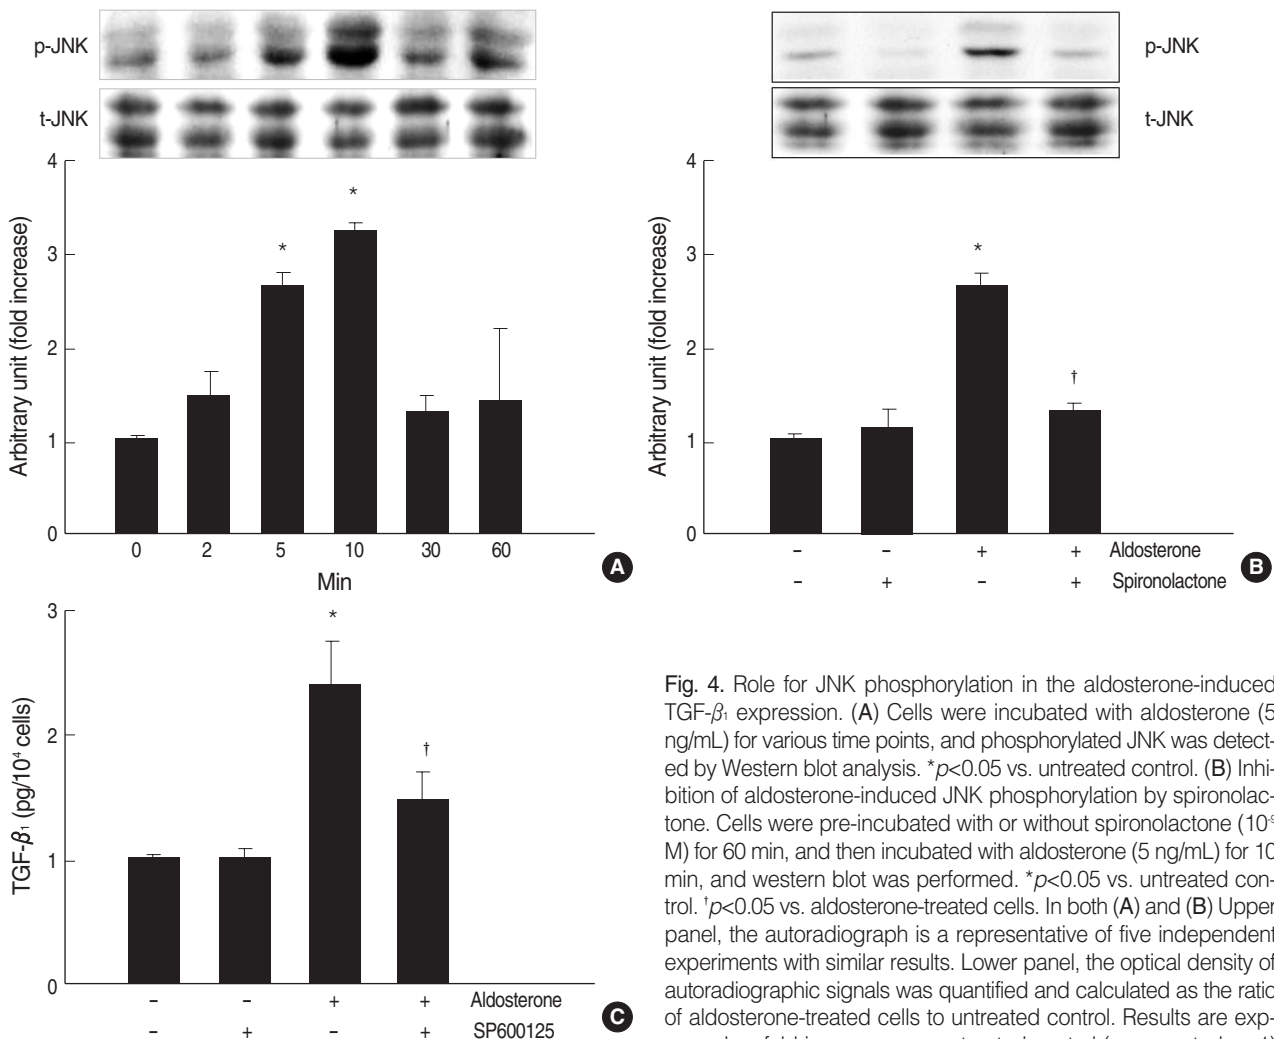 p-JNK
t-JNK
4
3
2
1
0
Arbitrary unit (fold increase)
*
*
0 2 5 10 30 60
Min
A
p-JNK
t-JNK
4
3
2
1
0
Arbitrary unit (fold increase)
*
†
– – + + Aldosterone
– + – + Spironolactone
B
3
2
1
0
TGF-β₁ (pg/10⁴ cells)
*
†
– – + + Aldosterone
– + – + SP600125
C
Fig. 4. Role for JNK phosphorylation in the aldosterone-induced
TGF-β₁ expression. (A) Cells were incubated with aldosterone (5
ng/mL) for various time points, and phosphorylated JNK was detect-
ed by Western blot analysis. *p<0.05 vs. untreated control. (B) Inhi-
bition of aldosterone-induced JNK phosphorylation by spironolac-
tone. Cells were pre-incubated with or without spironolactone (10⁻⁹
M) for 60 min, and then incubated with aldosterone (5 ng/mL) for 10
min, and western blot was performed. *p<0.05 vs. untreated con-
trol. †p<0.05 vs. aldosterone-treated cells. In both (A) and (B) Upper
panel, the autoradiograph is a representative of five independent
experiments with similar results. Lower panel, the optical density of
autoradiographic signals was quantified and calculated as the ratio
of aldosterone-treated cells to untreated control. Results are exp-